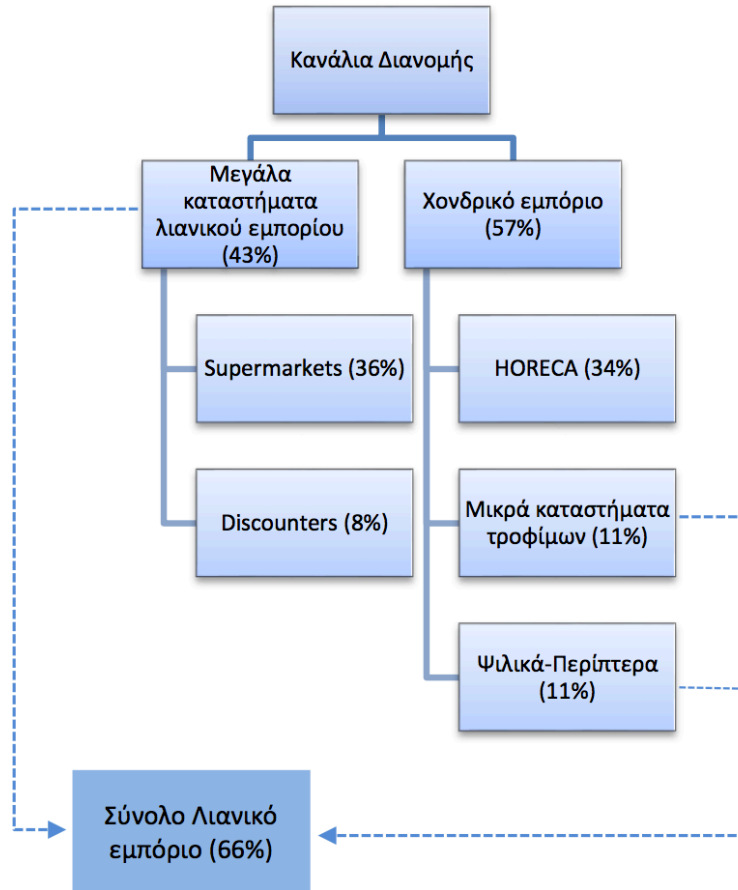 Κανάλια Διανομής
Μεγάλα
καταστήματα
λιανικού εμπορίου
(43%)
Χονδρικό εμπόριο
(57%)
Supermarkets (36%)
HORECA (34%)
Discounters (8%)
Μικρά καταστήματα
τροφίμων (11%)
Ψιλικά-Περίπτερα
(11%)
Σύνολο Λιανικό
εμπόριο (66%)